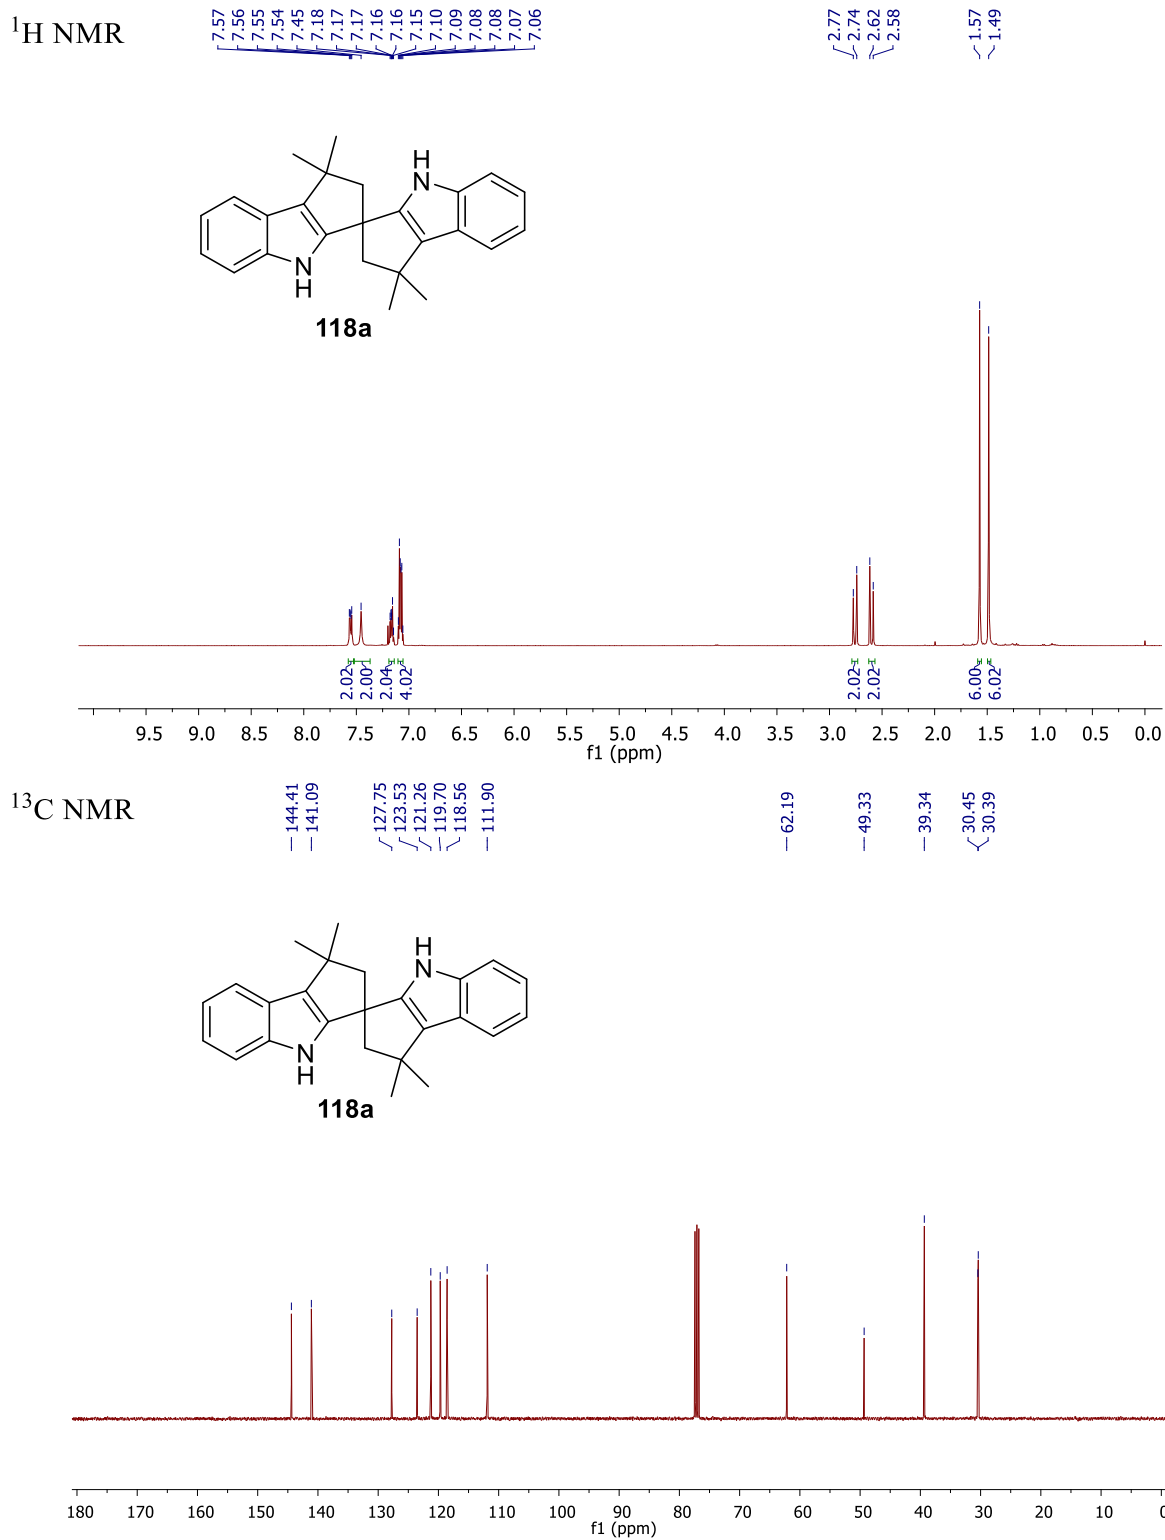 ¹H NMR
7.57 7.56 7.55 7.54 7.45 7.18 7.17 7.17 7.16 7.16 7.15 7.10 7.09 7.08 7.08 7.07 7.06 2.77 2.74 2.62 2.58 1.57 1.49
H
N
N
H
118a
2.02 2.00 2.04 4.02 2.02 2.02 6.00 6.02
9.5 9.0 8.5 8.0 7.5 7.0 6.5 6.0 5.5 5.0 4.5 4.0 3.5 3.0 2.5 2.0 1.5 1.0 0.5 0.0
f1 (ppm)
¹³C NMR
144.41 141.09 127.75 123.53 121.26 119.70 118.56 111.90 62.19 49.33 39.34 30.45 30.39
H
N
N
H
118a
180 170 160 150 140 130 120 110 100 90 80 70 60 50 40 30 20 10 0
f1 (ppm)